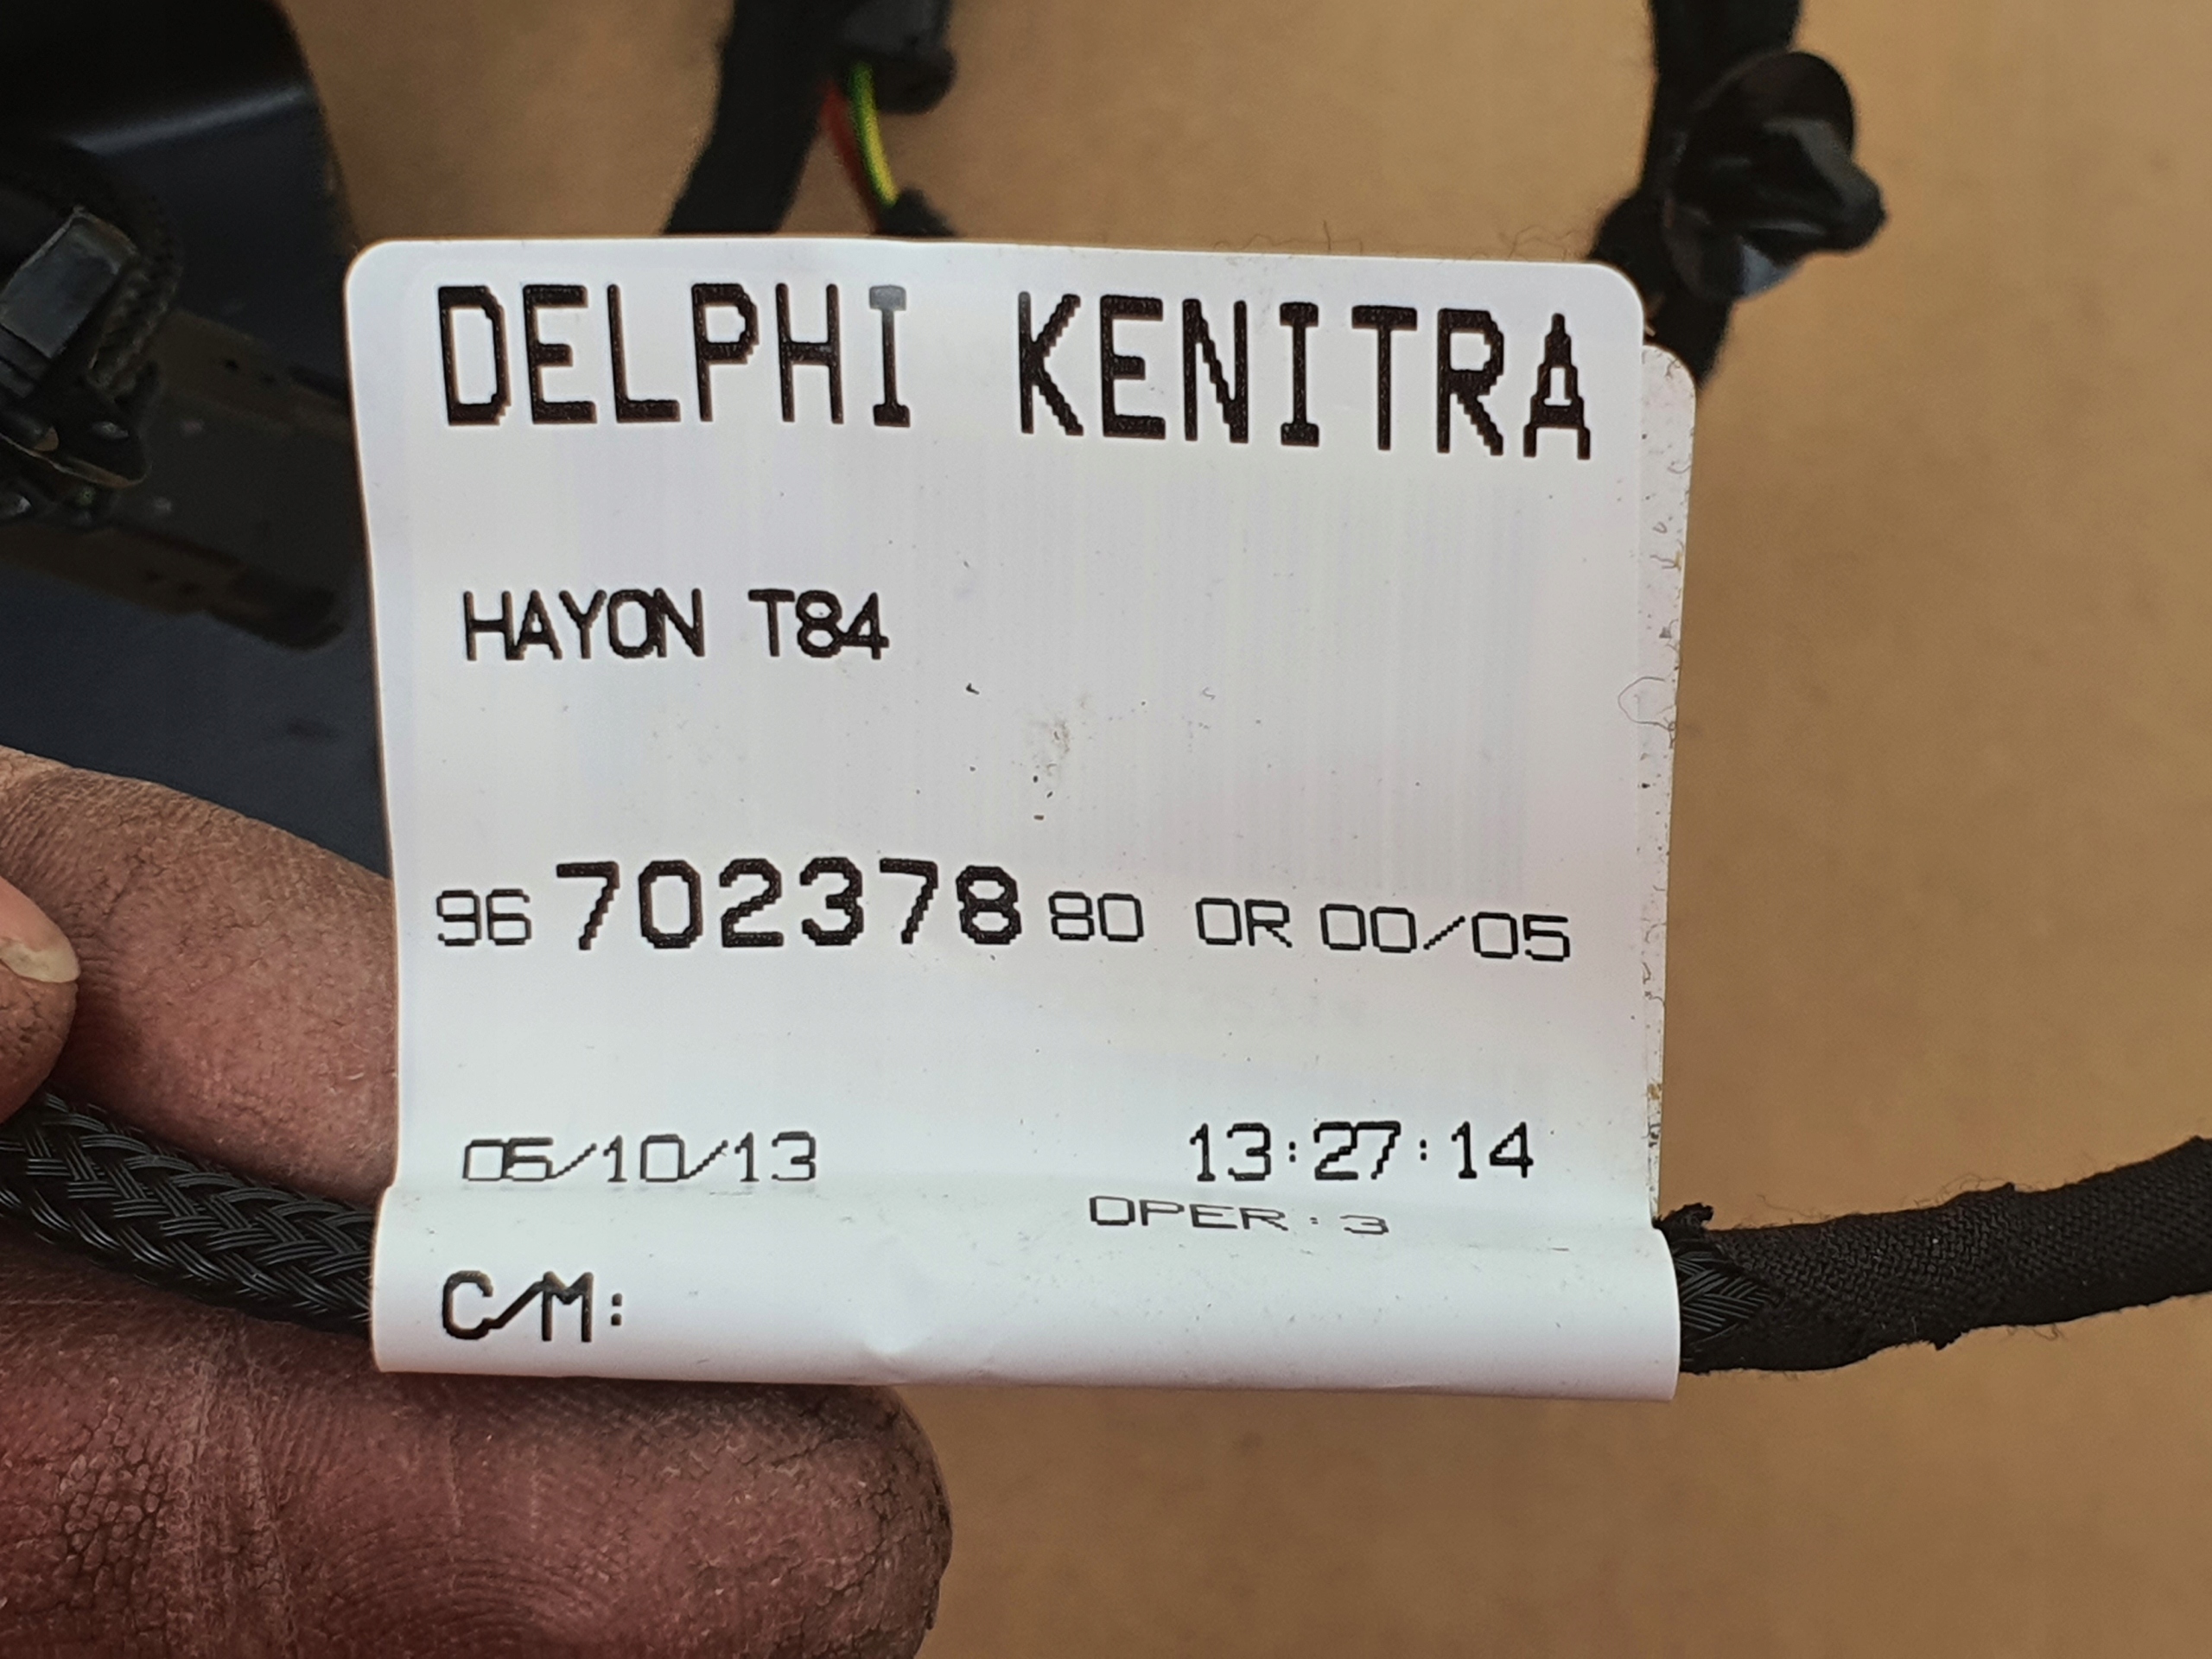 DELPHI KENITRA
HAYON T84
96 702378 80 OR 00/05
05/10/13 13:27:14
OPER:3
C/M: